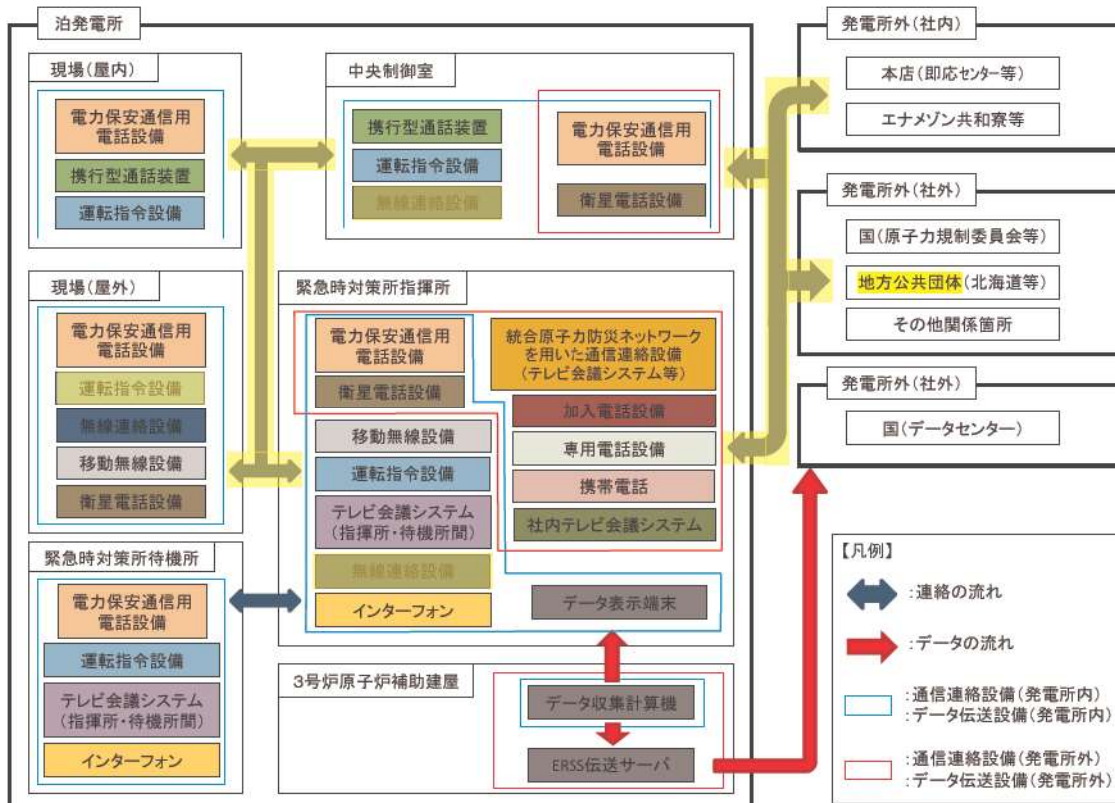 泊発電所
現場(屋内)
電力保安通信用
電話設備
携行型通話装置
運転指令設備
中央制御室
携行型通話装置
運転指令設備
無線連絡設備
電力保安通信用
電話設備
衛星電話設備
現場(屋外)
電力保安通信用
電話設備
運転指令設備
無線連絡設備
移動無線設備
衛星電話設備
緊急時対策所指揮所
電力保安通信用
電話設備
衛星電話設備
移動無線設備
運転指令設備
テレビ会議システム
(指揮所・待機所間)
無線連絡設備
インターフォン
統合原子力防災ネットワーク
を用いた通信連絡設備
(テレビ会議システム等)
加入電話設備
専用電話設備
携帯電話
社内テレビ会議システム
データ表示端末
緊急時対策所待機所
電力保安通信用
電話設備
運転指令設備
テレビ会議システム
(指揮所・待機所間)
インターフォン
3号炉原子炉補助建屋
データ収集計算機
ERSS伝送サーバ
発電所外(社内)
本店(即応センター等)
エナメゾン共和寮等
発電所外(社外)
国(原子力規制委員会等)
地方公共団体(北海道等)
その他関係箇所
発電所外(社外)
国(データセンター)
【凡例】
:連絡の流れ
:データの流れ
:通信連絡設備(発電所内)
:データ伝送設備(発電所内)
:通信連絡設備(発電所外)
:データ伝送設備(発電所外)